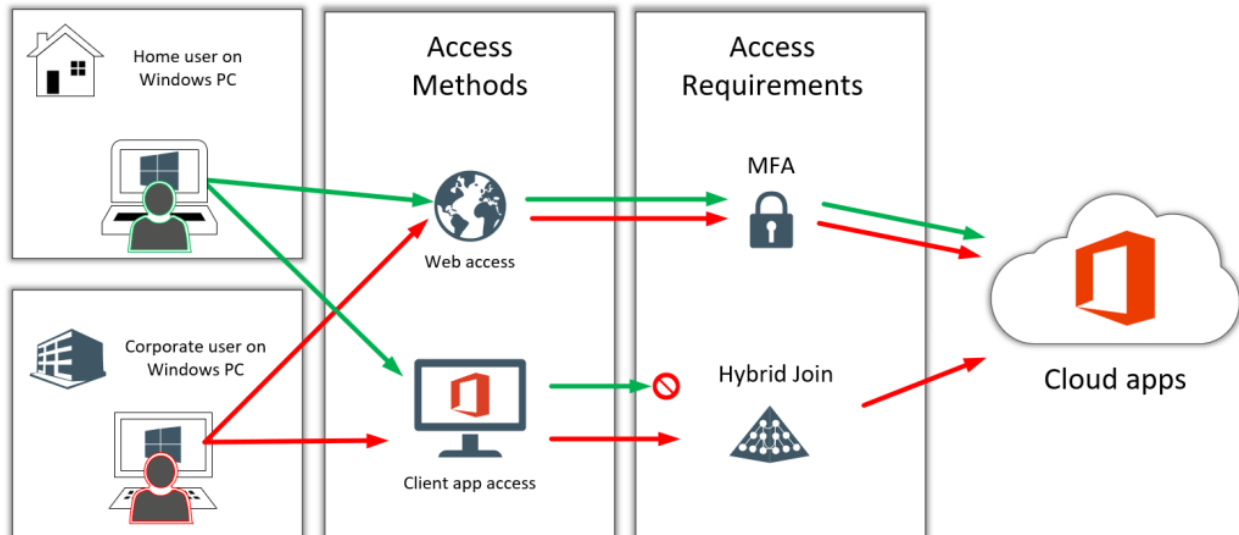 Home user on
Windows PC
Corporate user on
Windows PC
Access
Methods
Web access
Client app access
Access
Requirements
MFA
Hybrid Join
Cloud apps